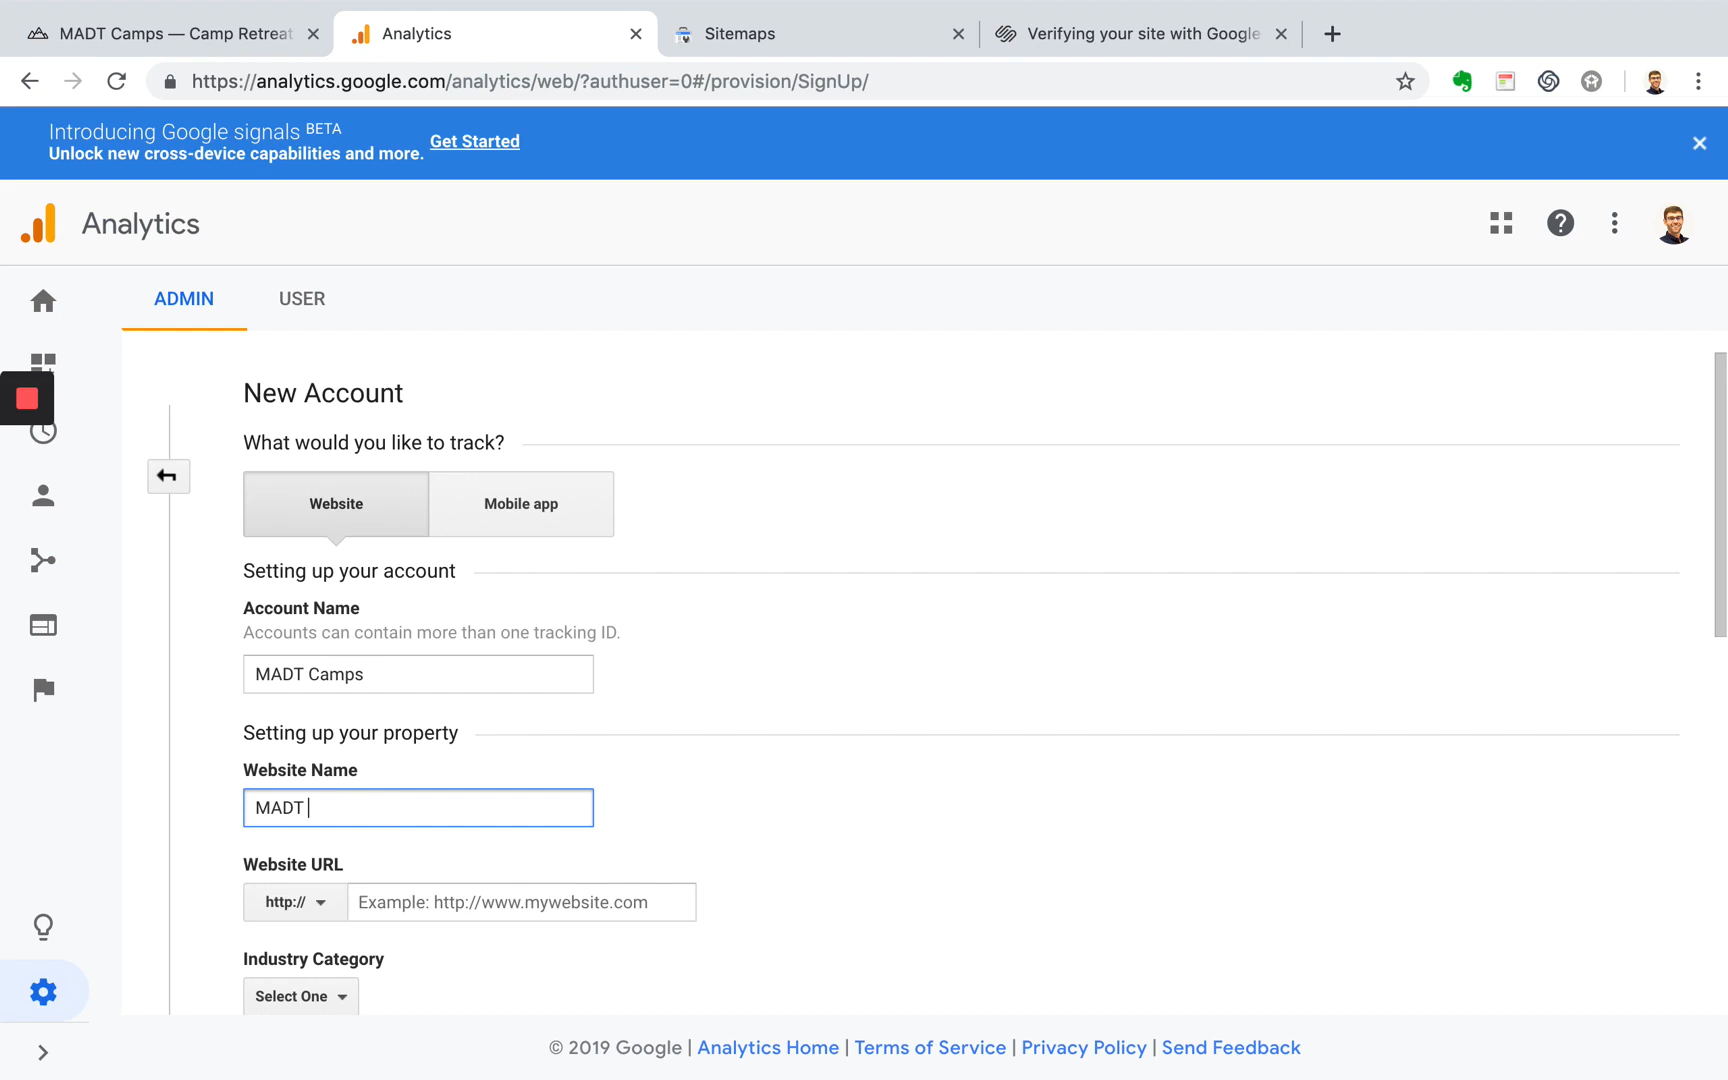 MADT Camps — Camp Retreat
Analytics
Sitemaps
Verifying your site with Google
https://analytics.google.com/analytics/web/?authuser=0#/provision/SignUp/
Introducing Google signals BETA
Unlock new cross-device capabilities and more.
Get Started
Analytics
ADMIN
USER
New Account
What would you like to track?
Website
Mobile app
Setting up your account
Account Name
Accounts can contain more than one tracking ID.
MADT Camps
Setting up your property
Website Name
MADT
Website URL
http://
Example: http://www.mywebsite.com
Industry Category
Select One
© 2019 Google | Analytics Home | Terms of Service | Privacy Policy | Send Feedback